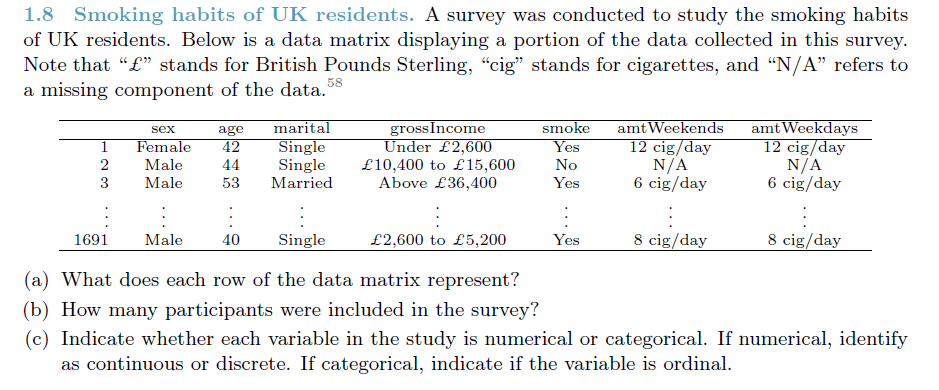 1.8 Smoking habits of UK residents. A survey was conducted to study the smoking habits
of UK residents. Below is a data matrix displaying a portion of the data collected in this survey.
Note that “£” stands for British Pounds Sterling, “cig” stands for cigarettes, and “N/A” refers to
a missing component of the data.58
sex age marital grossIncome smoke amtWeekends amtWeekdays
1 Female 42 Single Under £2,600 Yes 12 cig/day 12 cig/day
2 Male 44 Single £10,400 to £15,600 No N/A N/A
3 Male 53 Married Above £36,400 Yes 6 cig/day 6 cig/day
⋮ ⋮ ⋮ ⋮ ⋮ ⋮ ⋮ ⋮
1691 Male 40 Single £2,600 to £5,200 Yes 8 cig/day 8 cig/day
(a) What does each row of the data matrix represent?
(b) How many participants were included in the survey?
(c) Indicate whether each variable in the study is numerical or categorical. If numerical, identify
as continuous or discrete. If categorical, indicate if the variable is ordinal.